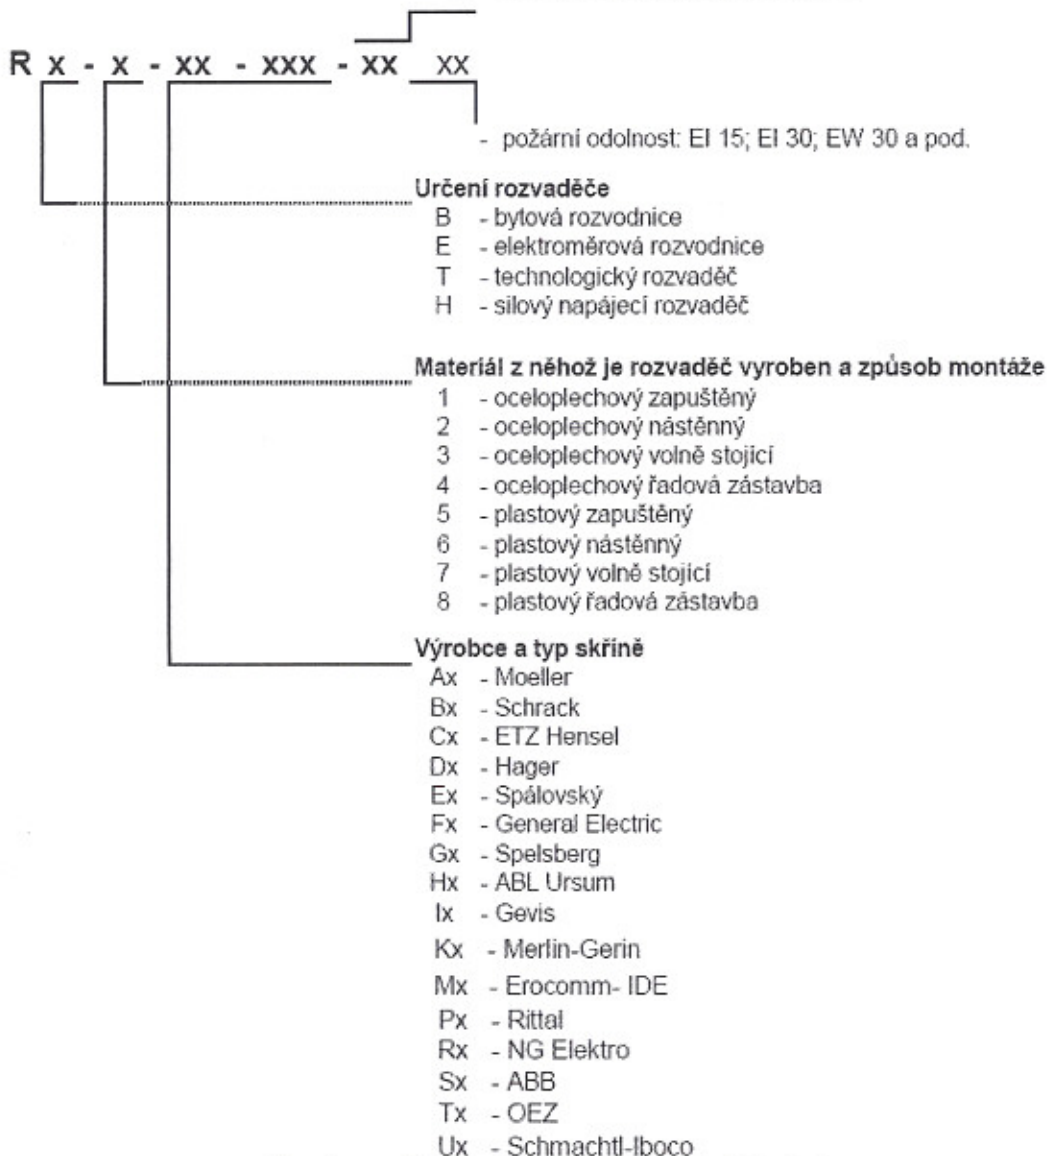 R x - x - xx - xxx - xx xx
- požární odolnost: EI 15; EI 30; EW 30 a pod.
Určení rozvaděče
B - bytová rozvodnice
E - elektroměrová rozvodnice
T - technologický rozvaděč
H - silový napájecí rozvaděč
Materiál z něhož je rozvaděč vyroben a způsob montáže
1 - oceloplechový zapuštěný
2 - oceloplechový nástěnný
3 - oceloplechový volně stojící
4 - oceloplechový řadová zástavba
5 - plastový zapuštěný
6 - plastový nástěnný
7 - plastový volně stojící
8 - plastový řadová zástavba
Výrobce a typ skříně
Ax - Moeller
Bx - Schrack
Cx - ETZ Hensel
Dx - Hager
Ex - Spálovský
Fx - General Electric
Gx - Spelsberg
Hx - ABL Ursum
Ix - Gevis
Kx - Merlin-Gerin
Mx - Erocomm- IDE
Px - Rittal
Rx - NG Elektro
Sx - ABB
Tx - OEZ
Ux - Schmachtl-Iboco